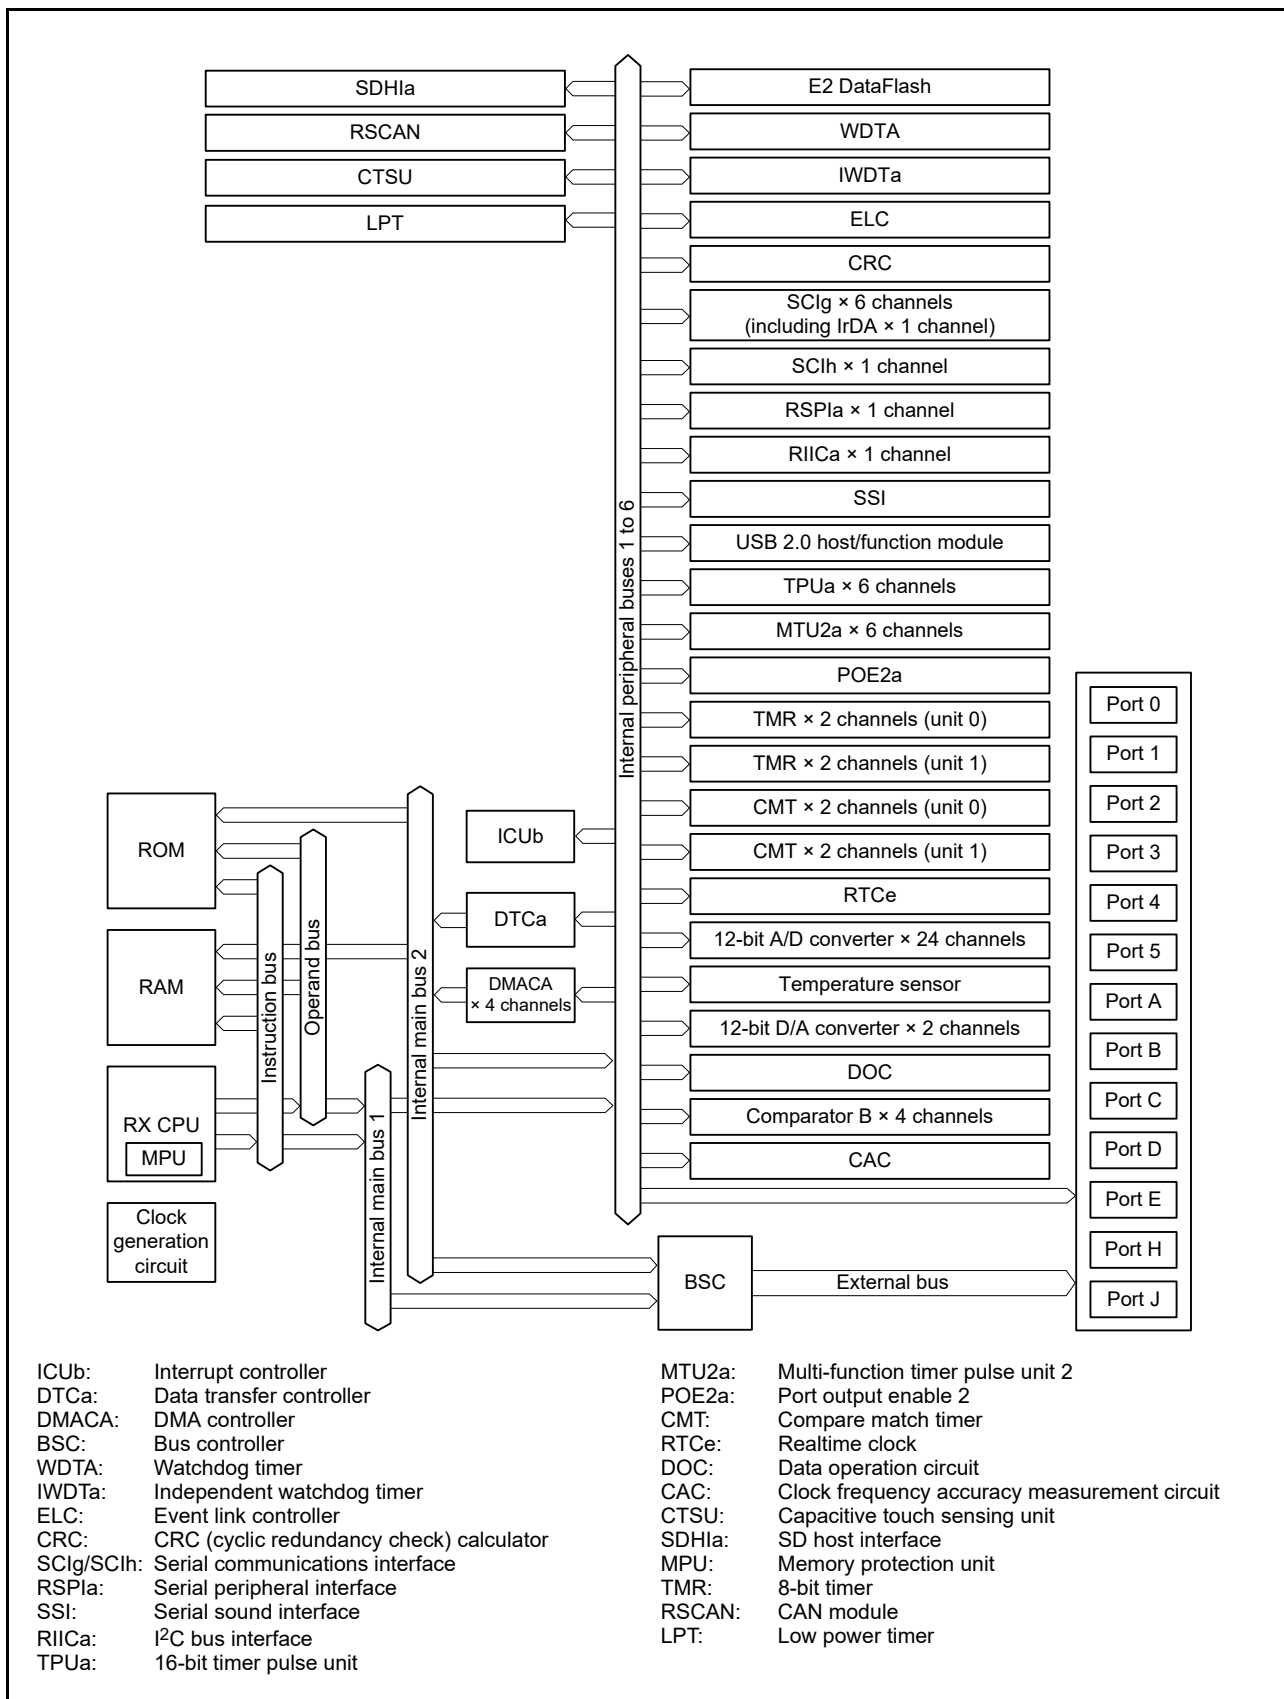 SDHIa
RSCAN
CTSU
LPT
E2 DataFlash
WDTA
IWDTa
ELC
CRC
SCIg × 6 channels
(including IrDA × 1 channel)
SCIh × 1 channel
RSPIa × 1 channel
RIICa × 1 channel
SSI
USB 2.0 host/function module
TPUa × 6 channels
MTU2a × 6 channels
POE2a
TMR × 2 channels (unit 0)
TMR × 2 channels (unit 1)
CMT × 2 channels (unit 0)
CMT × 2 channels (unit 1)
RTCe
12-bit A/D converter × 24 channels
Temperature sensor
12-bit D/A converter × 2 channels
DOC
Comparator B × 4 channels
CAC
Internal peripheral buses 1 to 6
ROM
RAM
RX CPU
MPU
Clock
generation
circuit
Instruction bus
Operand bus
Internal main bus 1
Internal main bus 2
ICUb
DTCa
DMACA
× 4 channels
BSC
External bus
Port 0
Port 1
Port 2
Port 3
Port 4
Port 5
Port A
Port B
Port C
Port D
Port E
Port H
Port J
ICUb: Interrupt controller
DTCa: Data transfer controller
DMACA: DMA controller
BSC: Bus controller
WDTA: Watchdog timer
IWDTa: Independent watchdog timer
ELC: Event link controller
CRC: CRC (cyclic redundancy check) calculator
SCIg/SCIh: Serial communications interface
RSPIa: Serial peripheral interface
SSI: Serial sound interface
RIICa: I²C bus interface
TPUa: 16-bit timer pulse unit
MTU2a: Multi-function timer pulse unit 2
POE2a: Port output enable 2
CMT: Compare match timer
RTCe: Realtime clock
DOC: Data operation circuit
CAC: Clock frequency accuracy measurement circuit
CTSU: Capacitive touch sensing unit
SDHIa: SD host interface
MPU: Memory protection unit
TMR: 8-bit timer
RSCAN: CAN module
LPT: Low power timer